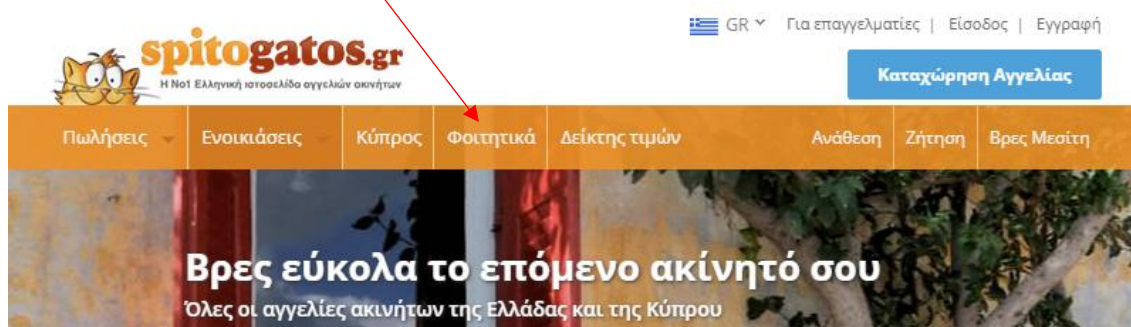 GR Για επαγγελματίες | Είσοδος | Εγγραφή
spitogatos.gr
Η Νο1 Ελληνική ιστοσελίδα αγγελιών ακινήτων
Καταχώρηση Αγγελίας
Πωλήσεις Ενοικιάσεις Κύπρος Φοιτητικά Δείκτης τιμών Ανάθεση Ζήτηση Βρες Μεσίτη
Βρες εύκολα το επόμενο ακίνητό σου
Όλες οι αγγελίες ακινήτων της Ελλάδας και της Κύπρου